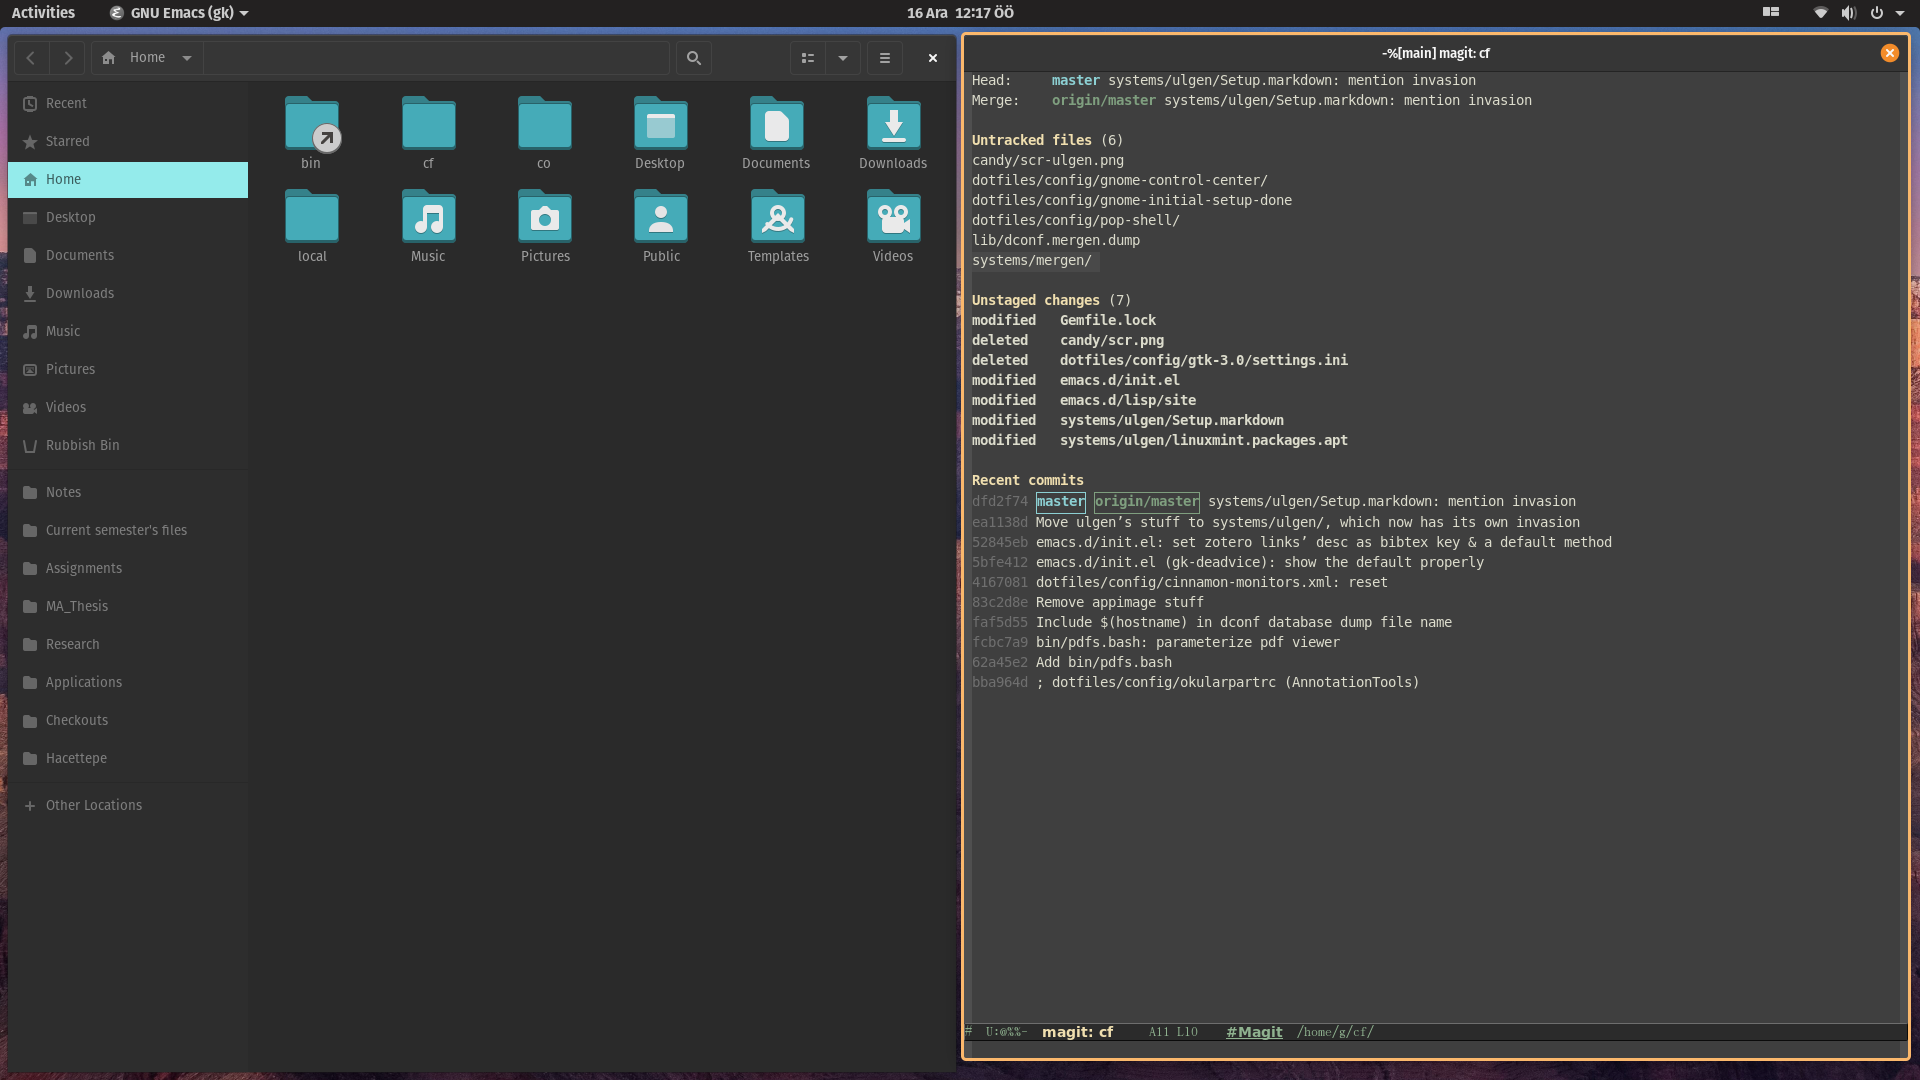 Activities
GNU Emacs (gk)
16 Ara 12:17 ÖÖ
Home
Recent
Starred
Home
Desktop
Documents
Downloads
Music
Pictures
Videos
Rubbish Bin
Notes
Current semester's files
Assignments
MA_Thesis
Research
Applications
Checkouts
Hacettepe
Other Locations
bin
cf
co
Desktop
Documents
Downloads
local
Music
Pictures
Public
Templates
Videos
-%[main] magit: cf
Head: master systems/ulgen/Setup.markdown: mention invasion
Merge: origin/master systems/ulgen/Setup.markdown: mention invasion
Untracked files (6)
candy/scr-ulgen.png
dotfiles/config/gnome-control-center/
dotfiles/config/gnome-initial-setup-done
dotfiles/config/pop-shell/
lib/dconf.mergen.dump
systems/mergen/
Unstaged changes (7)
modified Gemfile.lock
deleted candy/scr.png
deleted dotfiles/config/gtk-3.0/settings.ini
modified emacs.d/init.el
modified emacs.d/lisp/site
modified systems/ulgen/Setup.markdown
modified systems/ulgen/linuxmint.packages.apt
Recent commits
dfd2f74 master origin/master systems/ulgen/Setup.markdown: mention invasion
ea1138d Move ulgen’s stuff to systems/ulgen/, which now has its own invasion
52845eb emacs.d/init.el: set zotero links’ desc as bibtex key & a default method
5bfe412 emacs.d/init.el (gk-deadvice): show the default properly
4167081 dotfiles/config/cinnamon-monitors.xml: reset
83c2d8e Remove appimage stuff
faf5d55 Include $(hostname) in dconf database dump file name
fcbc7a9 bin/pdfs.bash: parameterize pdf viewer
62a45e2 Add bin/pdfs.bash
bba964d ; dotfiles/config/okularpartrc (AnnotationTools)
# U:@%%- magit: cf A11 L10 #Magit /home/g/cf/